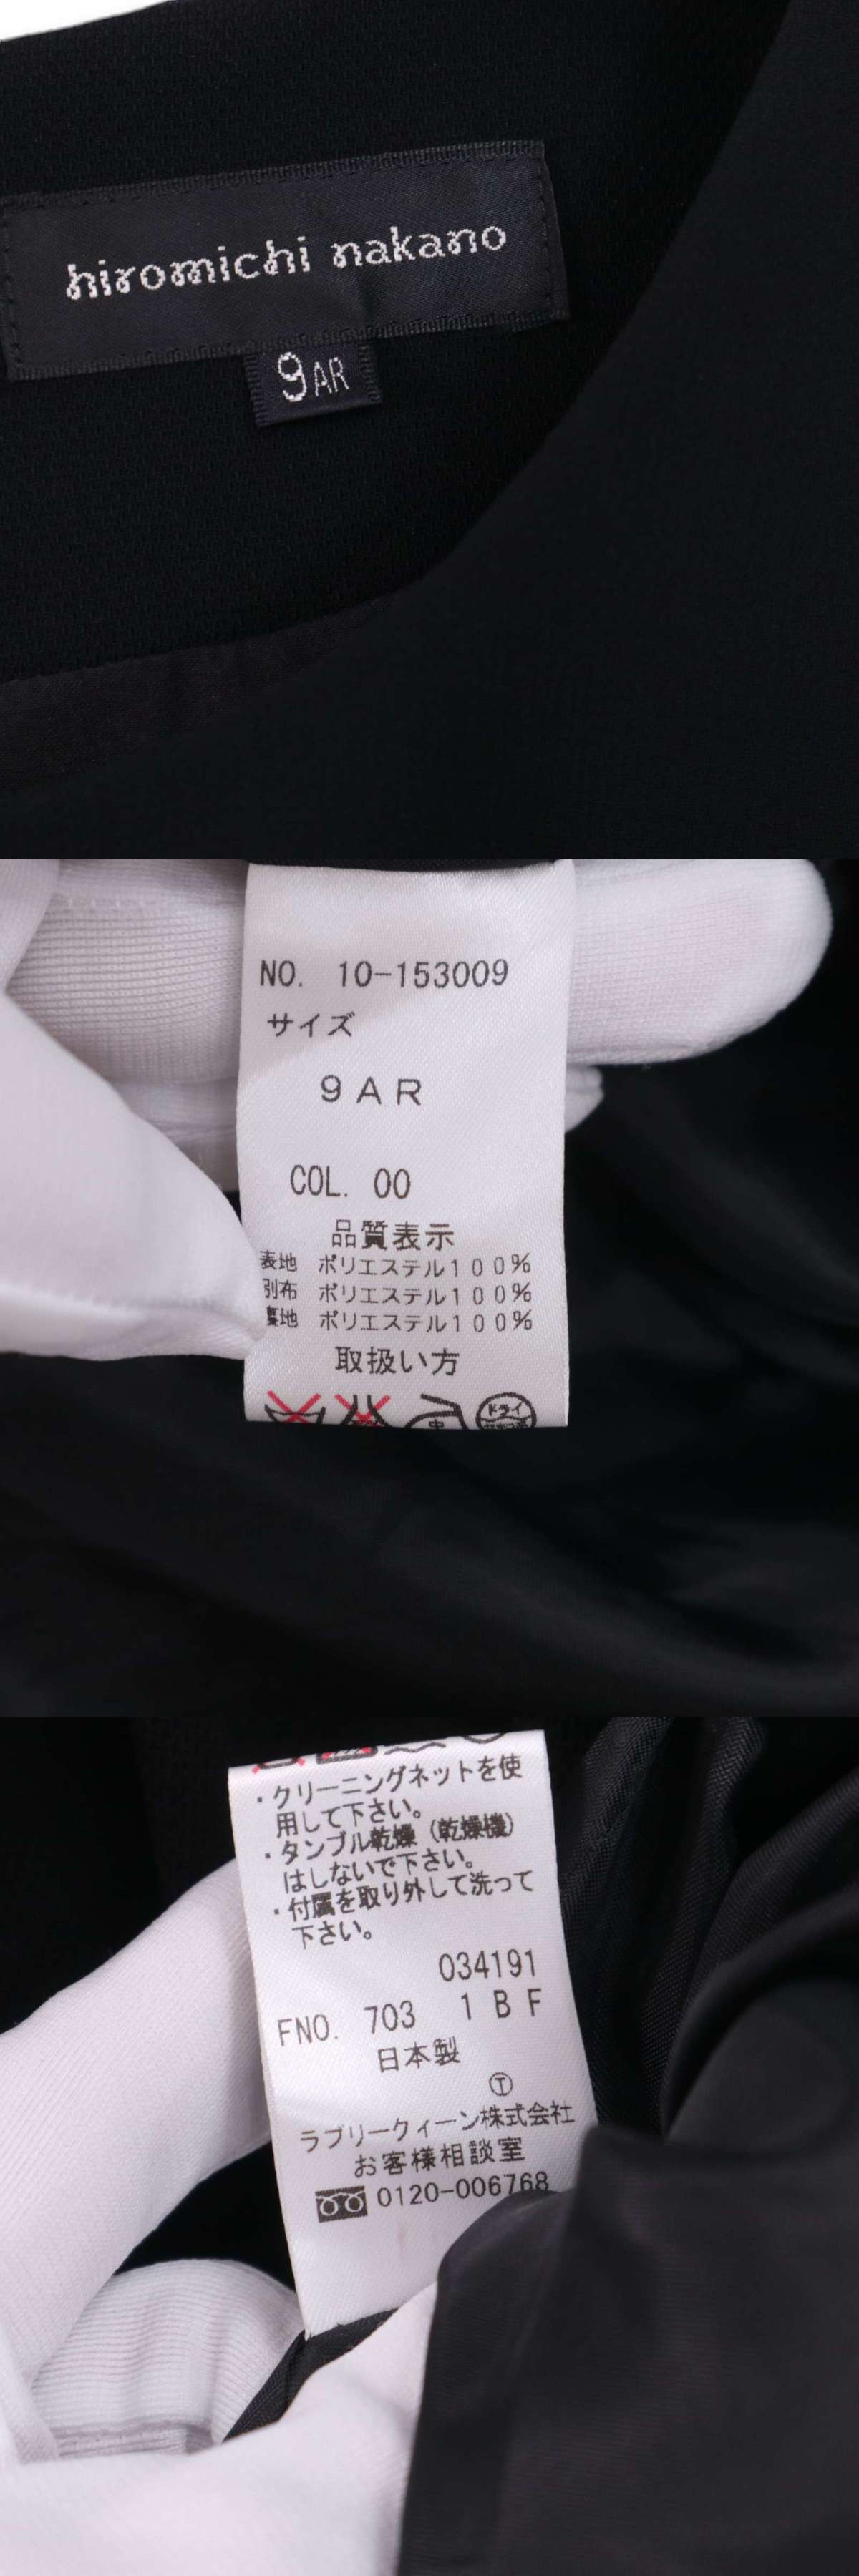 hiromichi nakano
9AR
NO. 10-153009
サイズ
9AR
COL. 00
品質表示
表地 ポリエステル100%
別布 ポリエステル100%
裏地 ポリエステル100%
取扱い方
中 ドライ
・クリーニングネットを使
用して下さい。
・タンブル乾燥（乾燥機）
はしないで下さい。
・付属を取り外して洗って
下さい。
034191
FNO. 703 1BF
日本製
Ⓣ
ラブリークィーン株式会社
お客様相談室
0120-006768